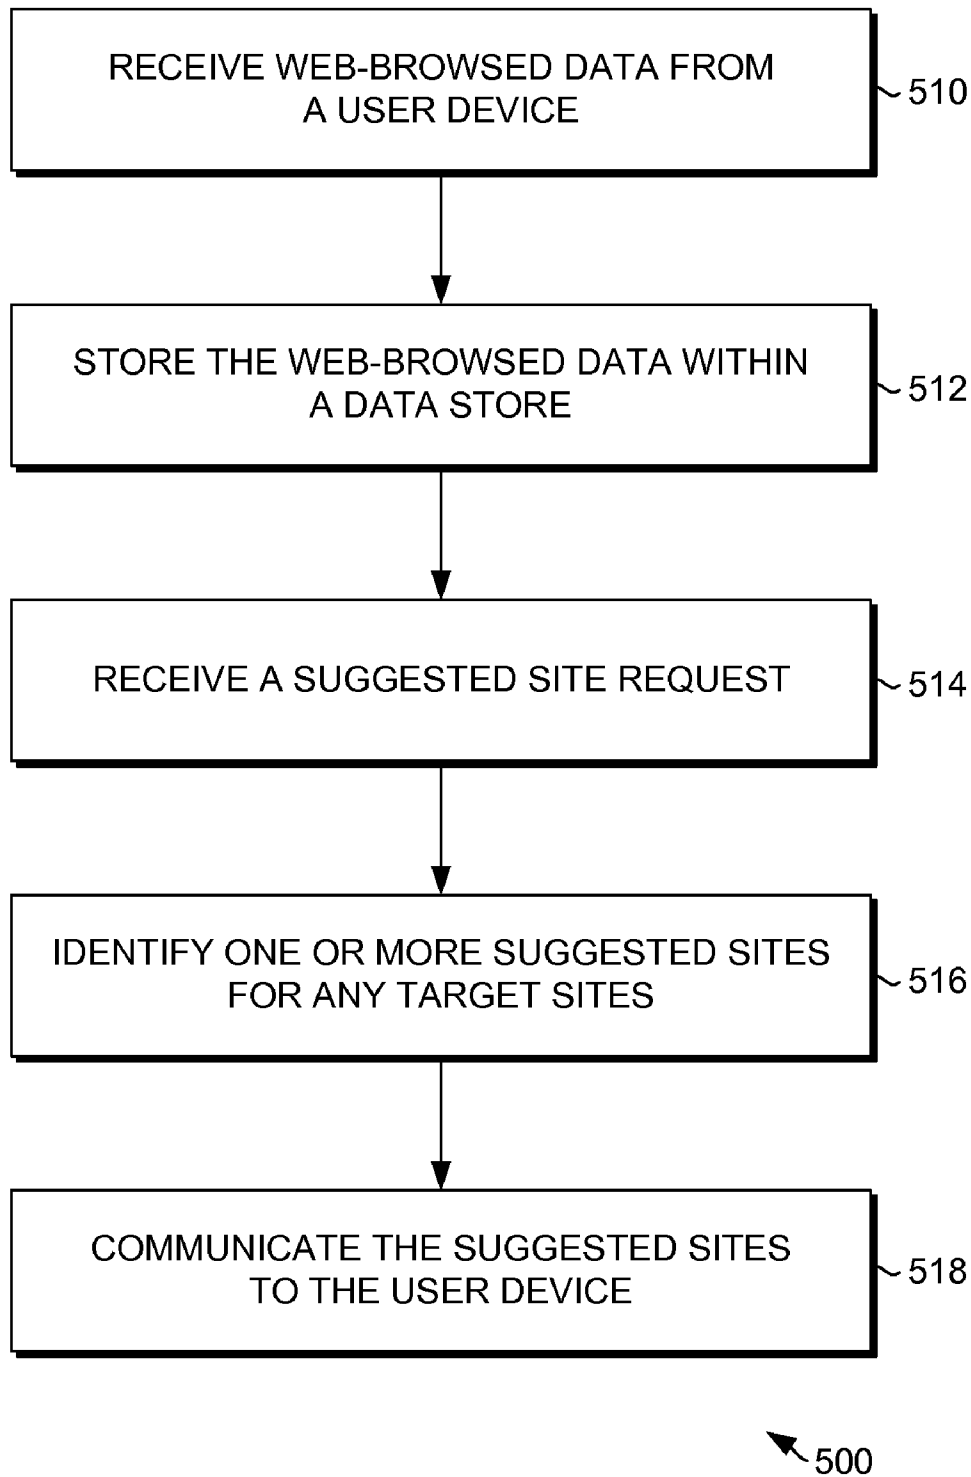 RECEIVE WEB-BROWSED DATA FROM
A USER DEVICE
510
STORE THE WEB-BROWSED DATA WITHIN
A DATA STORE
512
RECEIVE A SUGGESTED SITE REQUEST
514
IDENTIFY ONE OR MORE SUGGESTED SITES
FOR ANY TARGET SITES
516
COMMUNICATE THE SUGGESTED SITES
TO THE USER DEVICE
518
500